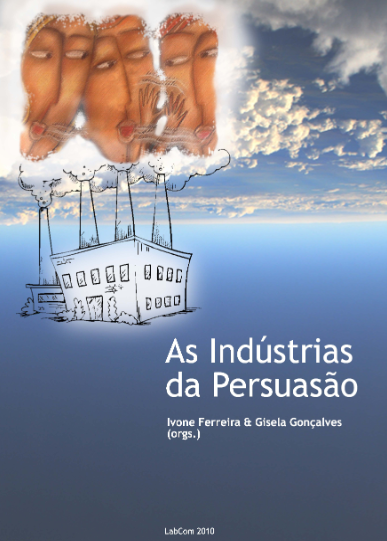 As Indústrias
da Persuasão
Ivone Ferreira & Gisela Gonçalves
(orgs.)
LabCom 2010